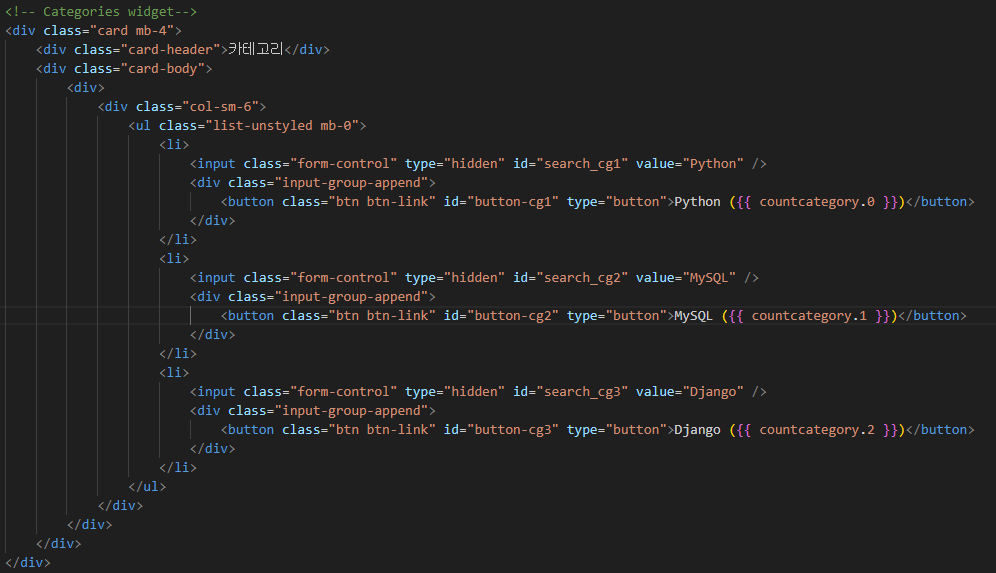 <!-- Categories widget-->
<div class="card mb-4">
<div class="card-header">카테고리</div>
<div class="card-body">
<div>
<div class="col-sm-6">
<ul class="list-unstyled mb-0">
<li>
<input class="form-control" type="hidden" id="search_cg1" value="Python" />
<div class="input-group-append">
<button class="btn btn-link" id="button-cg1" type="button">Python ({{ countcategory.0 }})</button>
</div>
</li>
<li>
<input class="form-control" type="hidden" id="search_cg2" value="MySQL" />
<div class="input-group-append">
<button class="btn btn-link" id="button-cg2" type="button">MySQL ({{ countcategory.1 }})</button>
</div>
</li>
<li>
<input class="form-control" type="hidden" id="search_cg3" value="Django" />
<div class="input-group-append">
<button class="btn btn-link" id="button-cg3" type="button">Django ({{ countcategory.2 }})</button>
</div>
</li>
</ul>
</div>
</div>
</div>
</div>